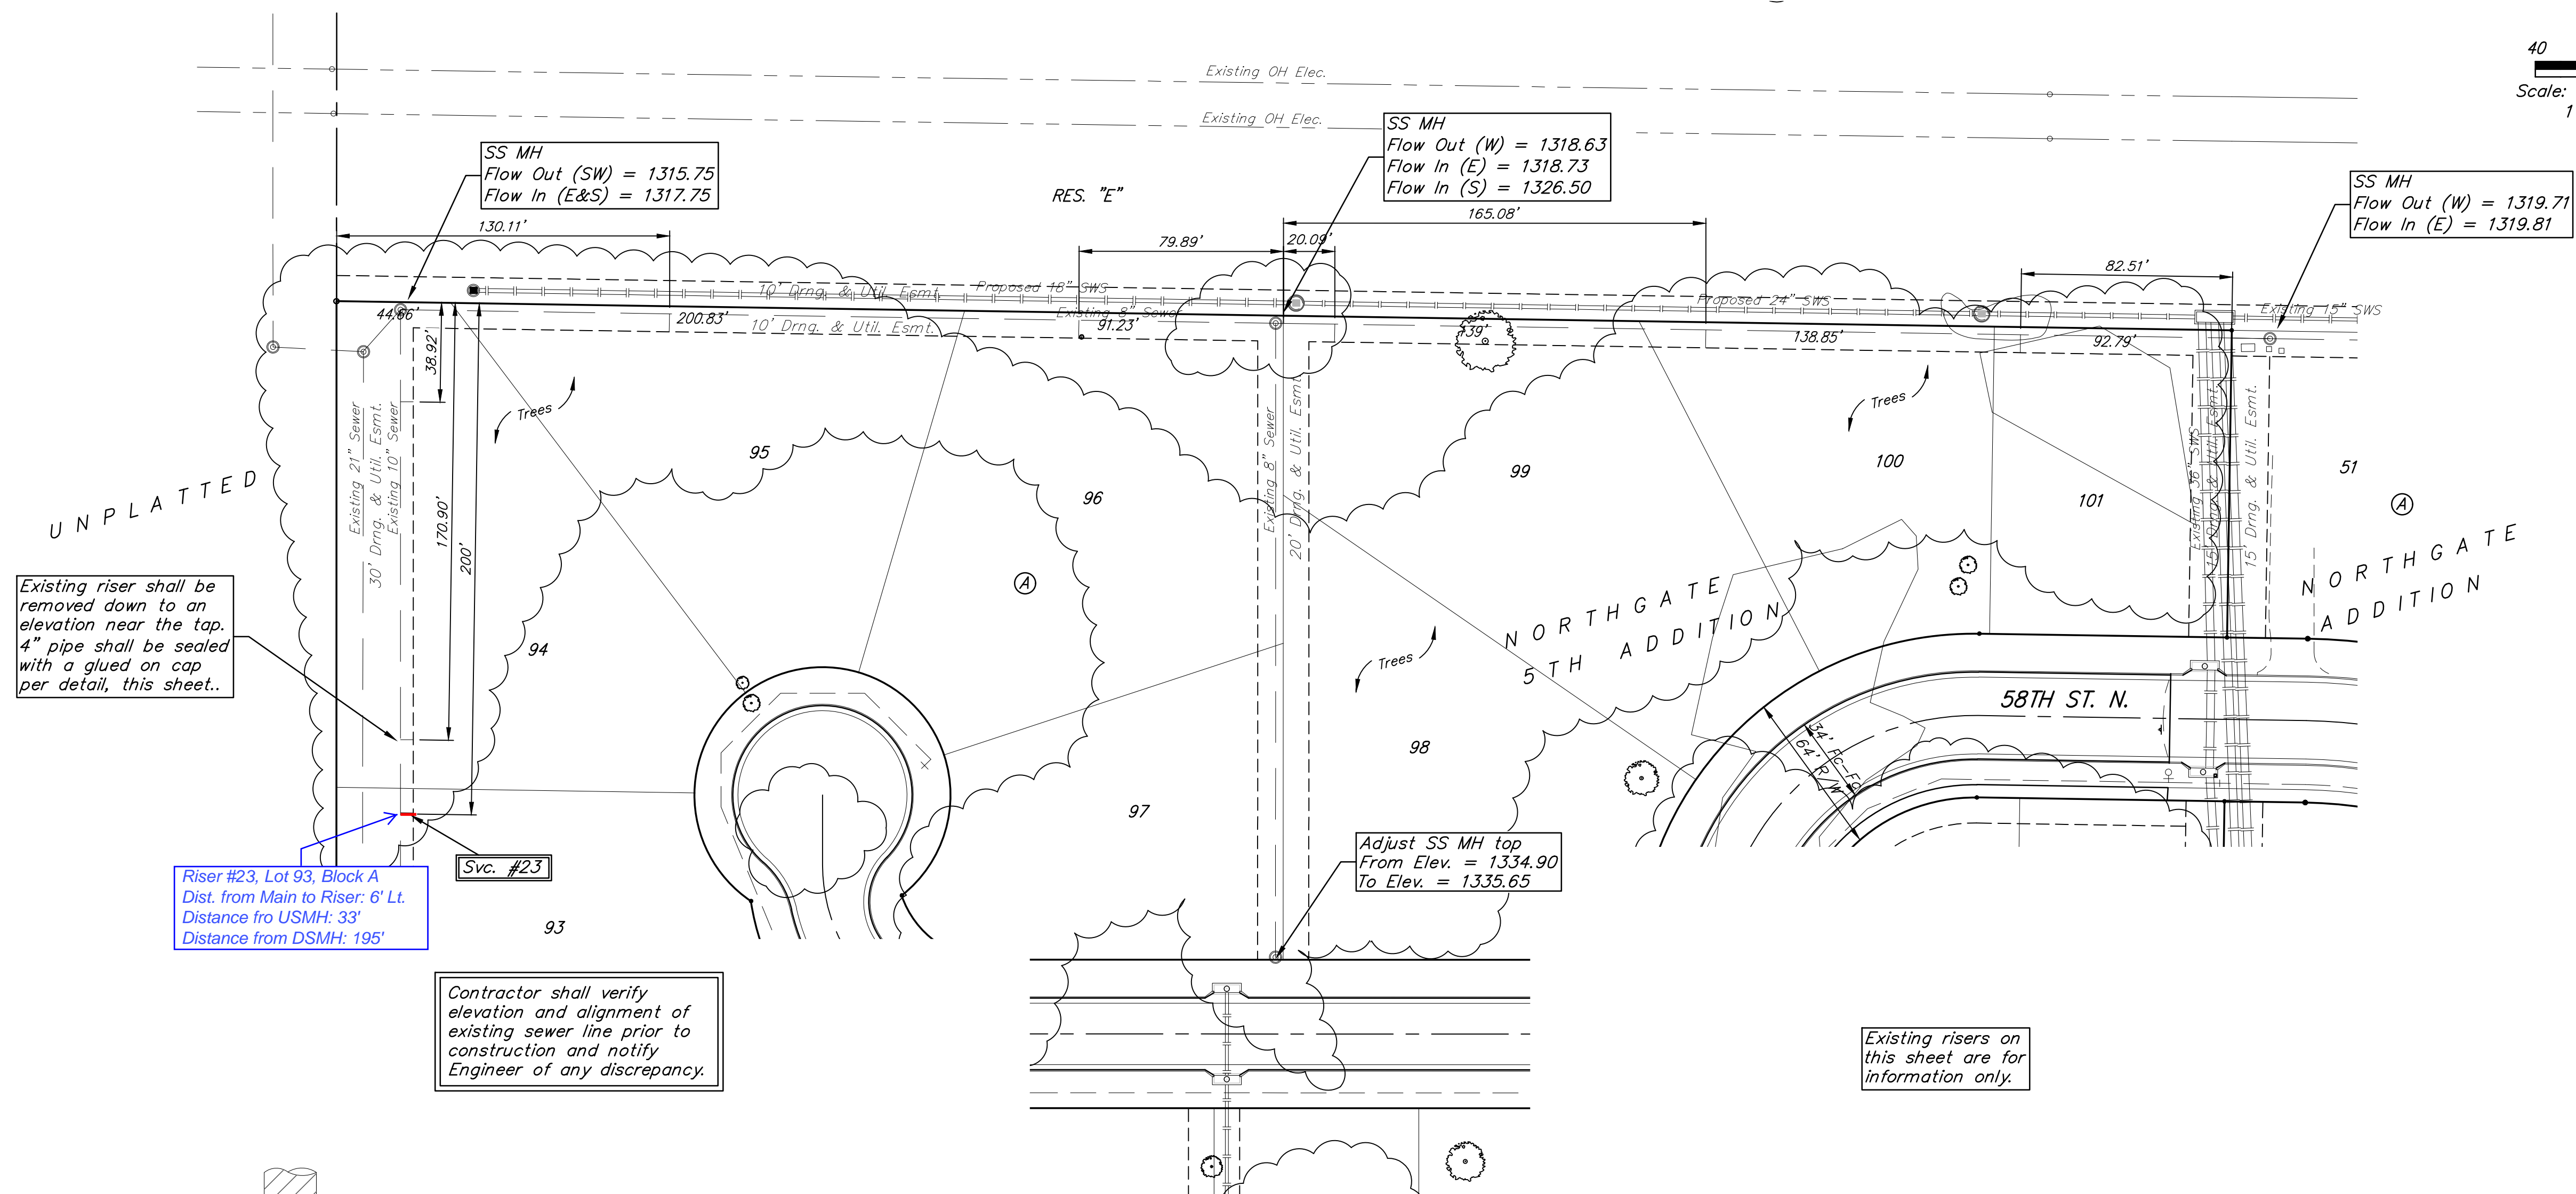 40
Scale:
1
Existing OH Elec.
Existing OH Elec.
SS MH
Flow Out (SW) = 1315.75
Flow In (E&S) = 1317.75
SS MH
Flow Out (W) = 1318.63
Flow In (E) = 1318.73
Flow In (S) = 1326.50
SS MH
Flow Out (W) = 1319.71
Flow In (E) = 1319.81
RES. "E"
130.11'
79.89'
20.09'
165.08'
82.51'
10' Drng. & Util. Esmt.
Proposed 18" SWS
Proposed 24" SWS
Existing 15" SWS
44.66'
200.83'
10' Drng. & Util. Esmt.
Existing 8" Sewer
91.23'
139'
138.85'
92.79'
38.92'
170.90'
200'
Existing 21" Sewer
30' Drng. & Util. Esmt.
Existing 10" Sewer
Existing 8" Sewer
20' Drng. & Util. Esmt.
Existing 36" SWS
15' Drng. & Util. Esmt.
15' Drng. & Util. Esmt.
Trees
Trees
Trees
95
96
99
100
101
51
A
A
94
97
98
93
UNPLATTED
NORTHGATE
5TH ADDITION
NORTHGATE
ADDITION
58TH ST. N.
34' Fc-Fc
64' R/W
Existing riser shall be
removed down to an
elevation near the tap.
4" pipe shall be sealed
with a glued on cap
per detail, this sheet..
Svc. #23
Riser #23, Lot 93, Block A
Dist. from Main to Riser: 6' Lt.
Distance fro USMH: 33'
Distance from DSMH: 195'
Adjust SS MH top
From Elev. = 1334.90
To Elev. = 1335.65
Contractor shall verify
elevation and alignment of
existing sewer line prior to
construction and notify
Engineer of any discrepancy.
Existing risers on
this sheet are for
information only.